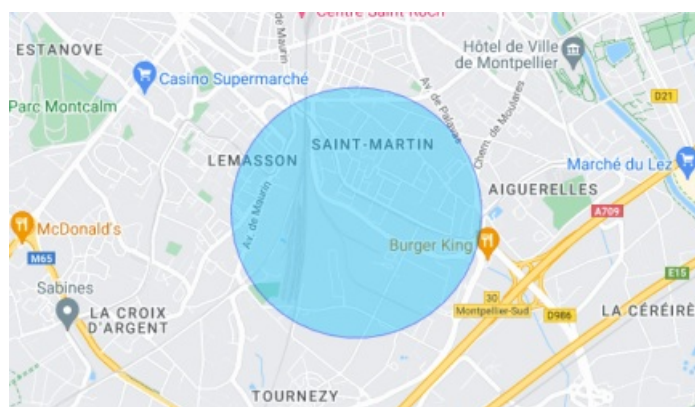 Centre Saint Roch
ESTANOVE
de Maurin
Hôtel de Ville
de Montpellier
Casino Supermarché
Av. de Palavas
D21
Parc Montcalm
Chem. de Moulares
SAINT-MARTIN
LEMASSON
Marché du Lez
AIGUERELLES
Av. de Maurin
A709
McDonald's
Burger King
M65
E15
Sabines
30
Montpellier-Sud
D986
LA CÉRÉIRÈ
LA CROIX
D'ARGENT
TOURNEZY